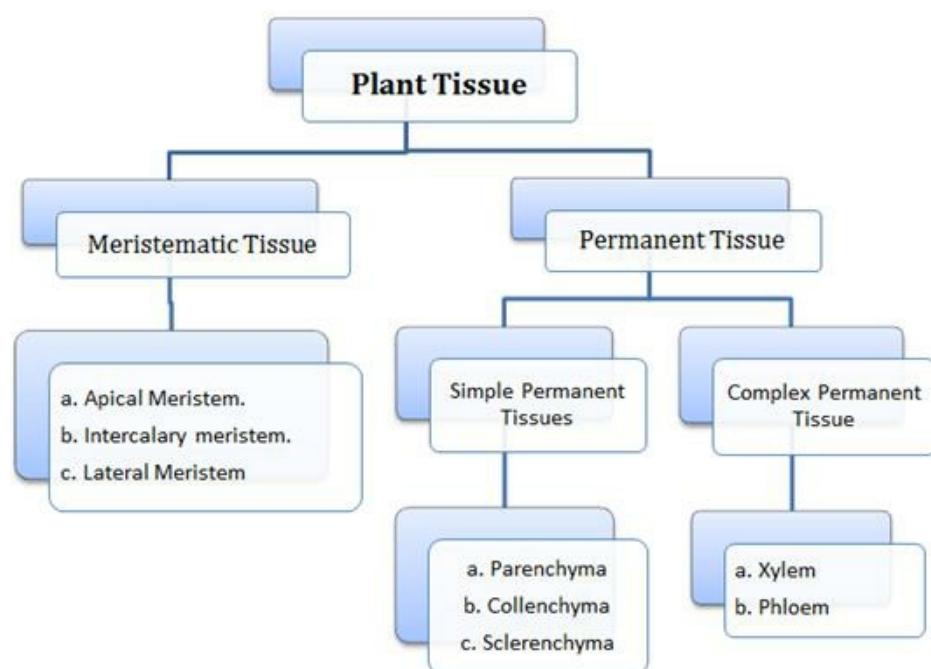 Plant Tissue
Meristematic Tissue
Permanent Tissue
a. Apical Meristem.
b. Intercalary meristem.
c. Lateral Meristem
Simple Permanent
Tissues
Complex Permanent
Tissue
a. Parenchyma
b. Collenchyma
c. Sclerenchyma
a. Xylem
b. Phloem